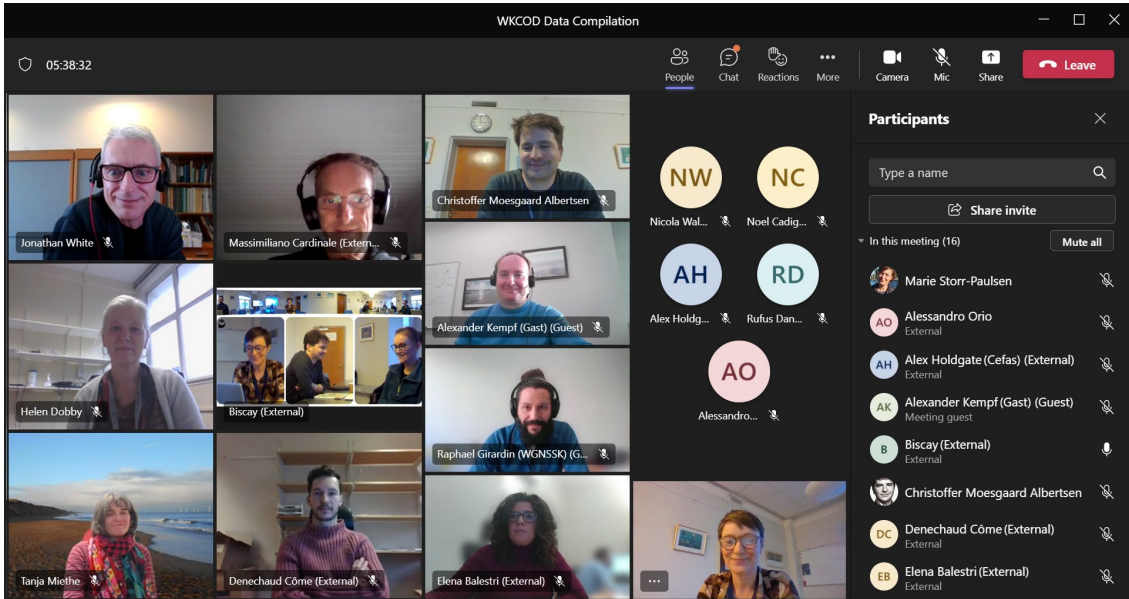 WKCOD Data Compilation
05:38:32
People
Chat
Reactions
More
Camera
Mic
Share
Leave
Jonathan White
Massimiliano Cardinale (Extern...
Christoffer Moesgaard Albertsen
Alexander Kempf (Gast) (Guest)
Helen Dobby
Biscay (External)
Raphael Girardin (WGNSSK) (G...
Tanja Miethe
Denechaud Côme (External)
Elena Balestri (External)
NW
Nicola Wal...
NC
Noel Cadig...
AH
Alex Holdg...
RD
Rufus Dan...
AO
Alessandro...
...
Participants
Type a name
Share invite
In this meeting (16)
Mute all
Marie Storr-Paulsen
AO
Alessandro Orio
External
AH
Alex Holdgate (Cefas) (External)
External
AK
Alexander Kempf (Gast) (Guest)
Meeting guest
B
Biscay (External)
External
Christoffer Moesgaard Albertsen
DC
Denechaud Côme (External)
External
EB
Elena Balestri (External)
External